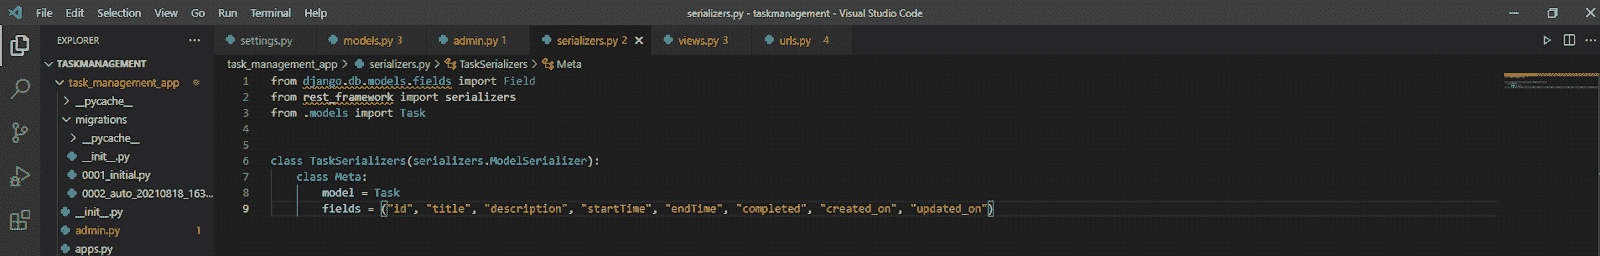 File Edit Selection View Go Run Terminal Help
serializers.py - taskmanagement - Visual Studio Code
EXPLORER ...
settings.py models.py 3 admin.py 1 serializers.py 2 views.py 3 urls.py 4
TASKMANAGEMENT
task_management_app > serializers.py > TaskSerializers > Meta
task_management_app
__pycache__
migrations
__pycache__
__init__.py
0001_initial.py
0002_auto_20210818_163...
__init__.py
admin.py 1
apps.py
1 from django.db.models.fields import Field
2 from rest_framework import serializers
3 from .models import Task
4
5
6 class TaskSerializers(serializers.ModelSerializer):
7 class Meta:
8 model = Task
9 fields = ("id", "title", "description", "startTime", "endTime", "completed", "created_on", "updated_on")